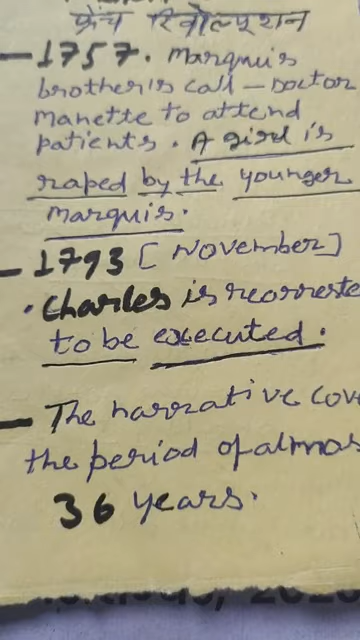 फ्रेंच रिवोल्यूशन
— 1757. Marquis
brother's call — Doctor
Manette to attend
patients. A girl is
raped by the younger
Marquis.
— 1793 [November]
. Charles is rearreste
to be executed.
— The narrative cov
the period of almos
36 years.